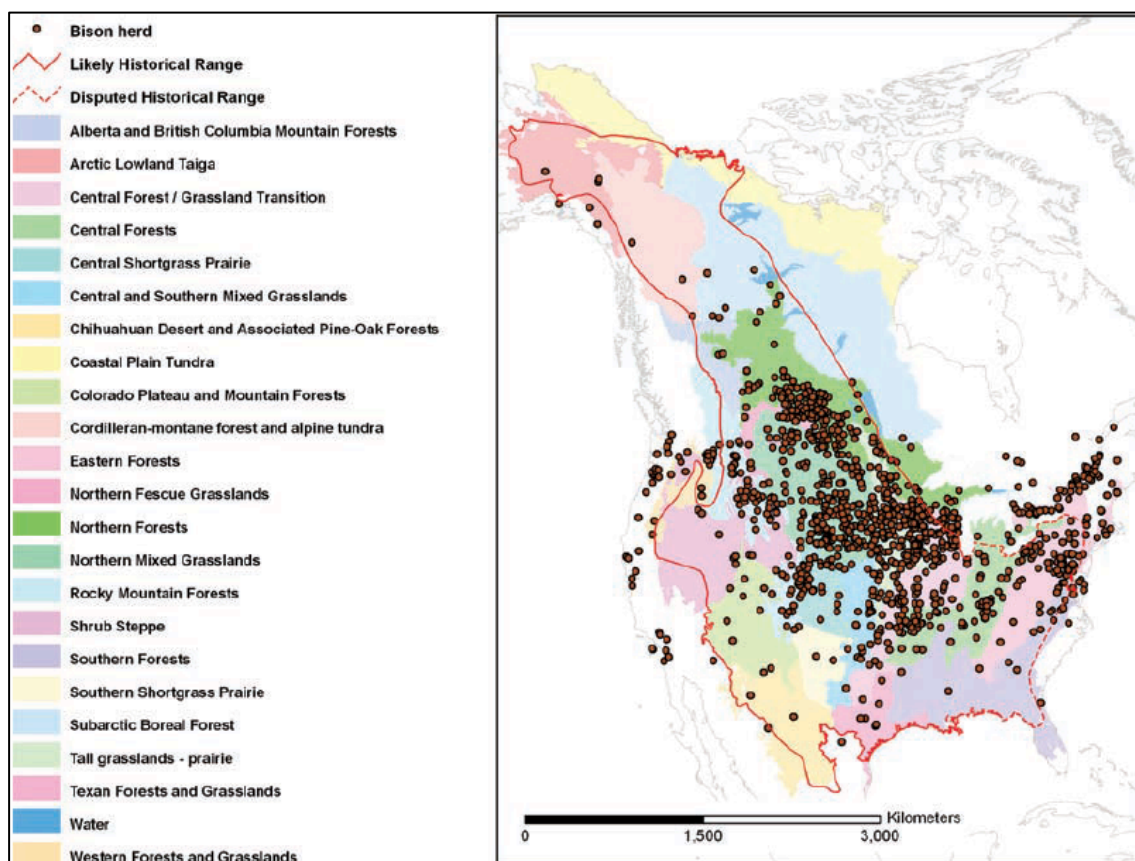 Bison herd
Likely Historical Range
Disputed Historical Range
Alberta and British Columbia Mountain Forests
Arctic Lowland Taiga
Central Forest / Grassland Transition
Central Forests
Central Shortgrass Prairie
Central and Southern Mixed Grasslands
Chihuahuan Desert and Associated Pine-Oak Forests
Coastal Plain Tundra
Colorado Plateau and Mountain Forests
Cordilleran-montane forest and alpine tundra
Eastern Forests
Northern Fescue Grasslands
Northern Forests
Northern Mixed Grasslands
Rocky Mountain Forests
Shrub Steppe
Southern Forests
Southern Shortgrass Prairie
Subarctic Boreal Forest
Tall grasslands - prairie
Texan Forests and Grasslands
Water
Western Forests and Grasslands
Kilometers
0 1,500 3,000